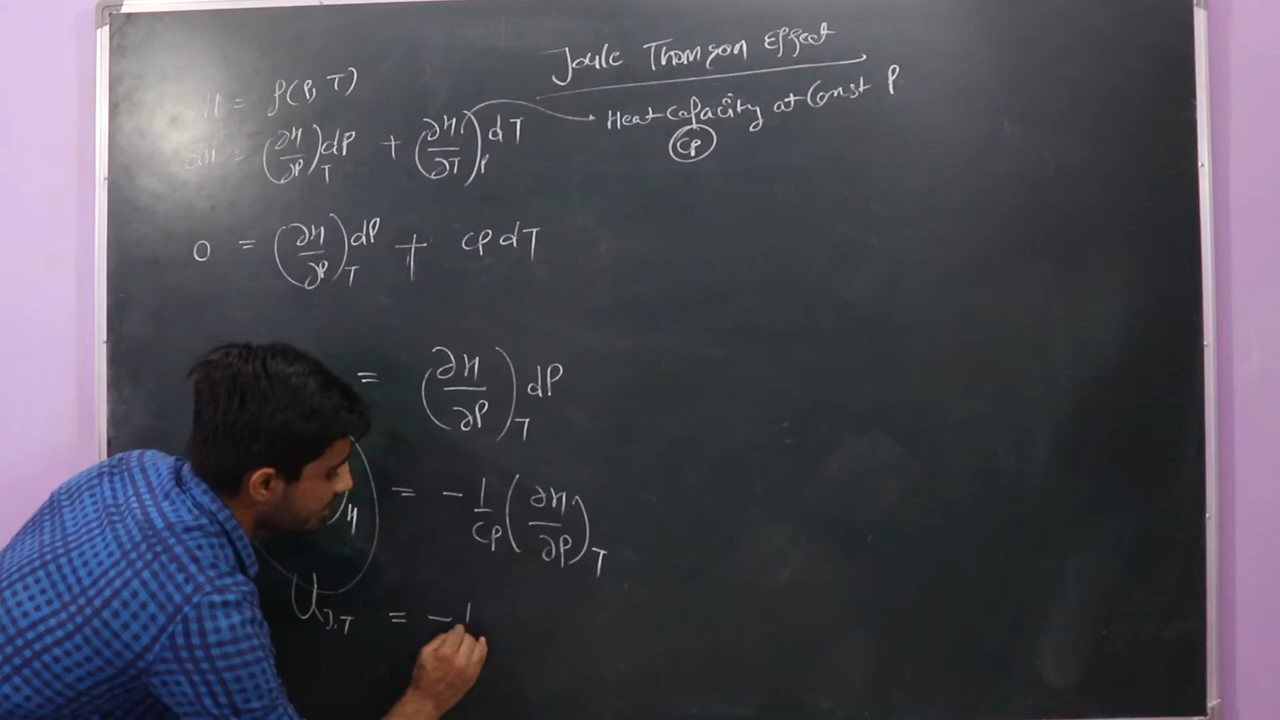 Joule Thomson Effect
H = f(P, T)
dH = (∂H/∂P)_T dP + (∂H/∂T)_P dT → Heat Capacity at Const P
Cp
0 = (∂H/∂P)_T dP + CP dT
= (∂H/∂P)_T dP
)_H = - 1/CP (∂H/∂P)_T
μ_J.T = - 1